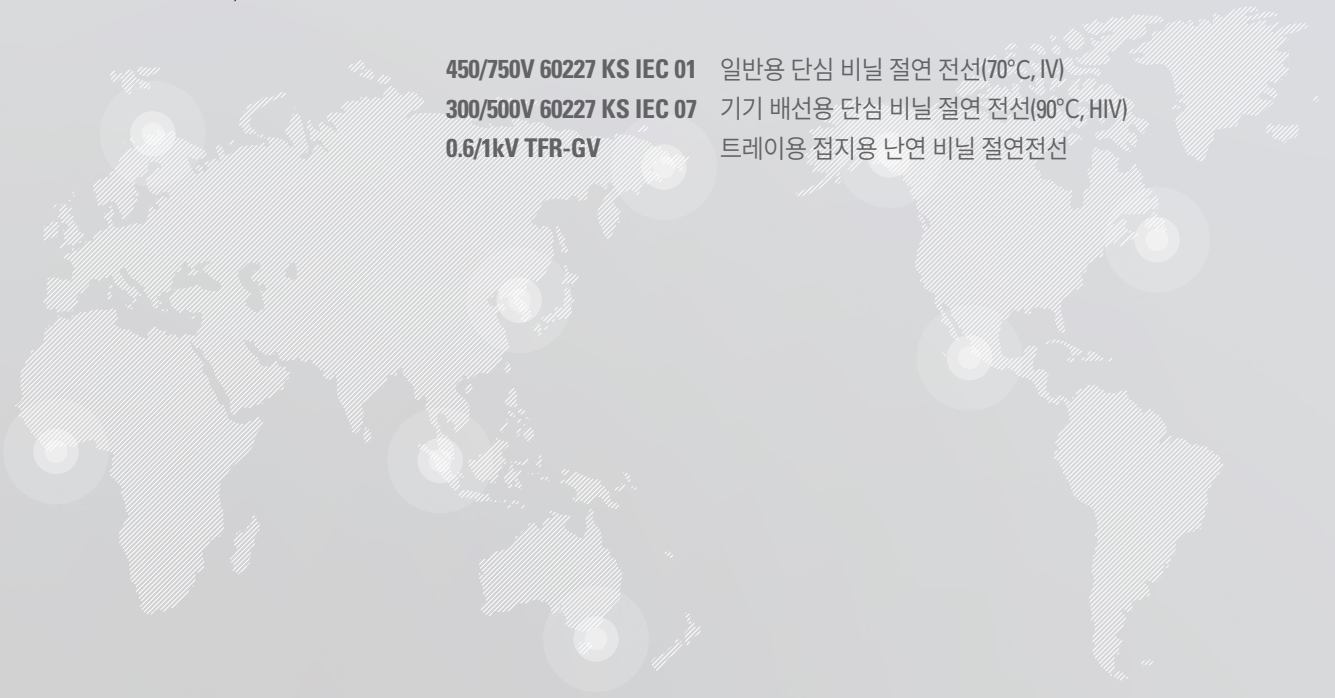 450/750V 60227 KS IEC 01 일반용 단심 비닐 절연 전선(70°C, IV)
300/500V 60227 KS IEC 07 기기 배선용 단심 비닐 절연 전선(90°C, HIV)
0.6/1kV TFR-GV 트레이용 접지용 난연 비닐 절연전선